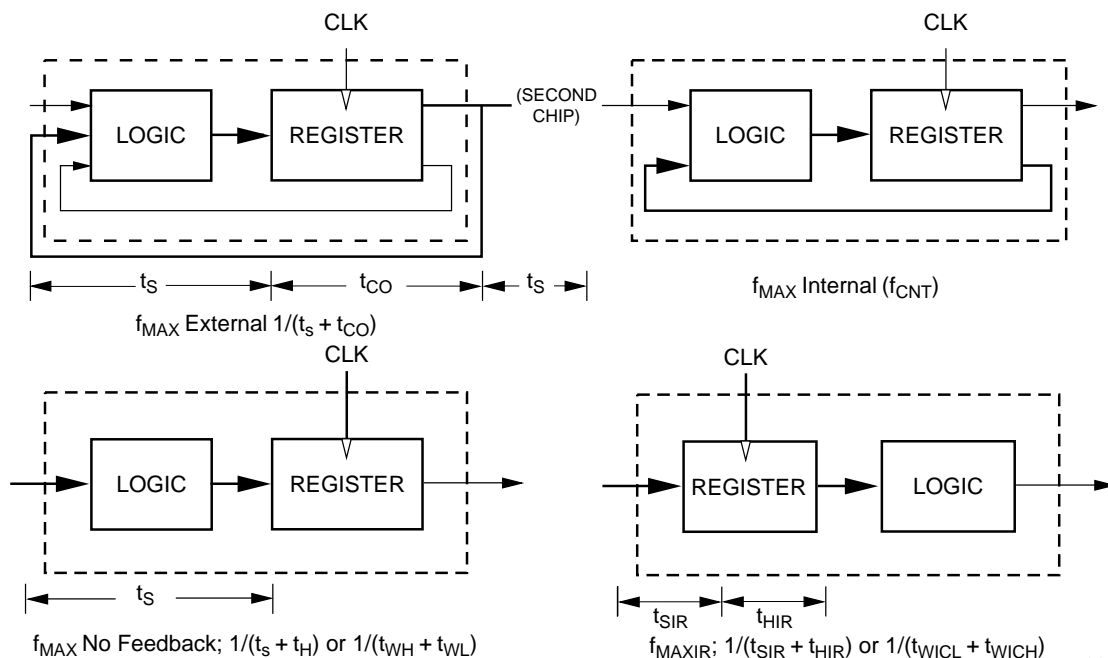 CLK
LOGIC
REGISTER
(SECOND
CHIP)
tS
tCO
tS
fMAX External 1/(ts + tCO)
CLK
LOGIC
REGISTER
fMAX Internal (fCNT)
CLK
LOGIC
REGISTER
tS
fMAX No Feedback; 1/(ts + tH) or 1/(tWH + tWL)
CLK
REGISTER
LOGIC
tSIR
tHIR
fMAXIR; 1/(tSIR + tHIR) or 1/(tWICL + tWICH)